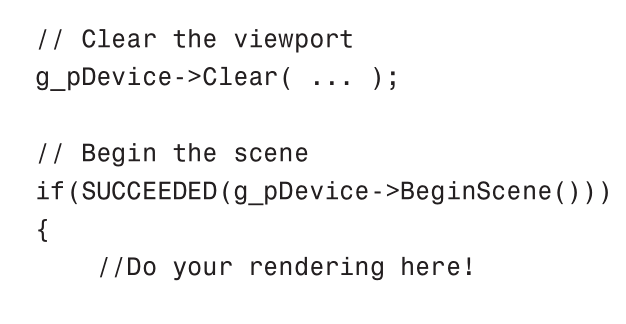 // Clear the viewport
g_pDevice->Clear( ... );

// Begin the scene
if(SUCCEEDED(g_pDevice->BeginScene()))
{
    //Do your rendering here!